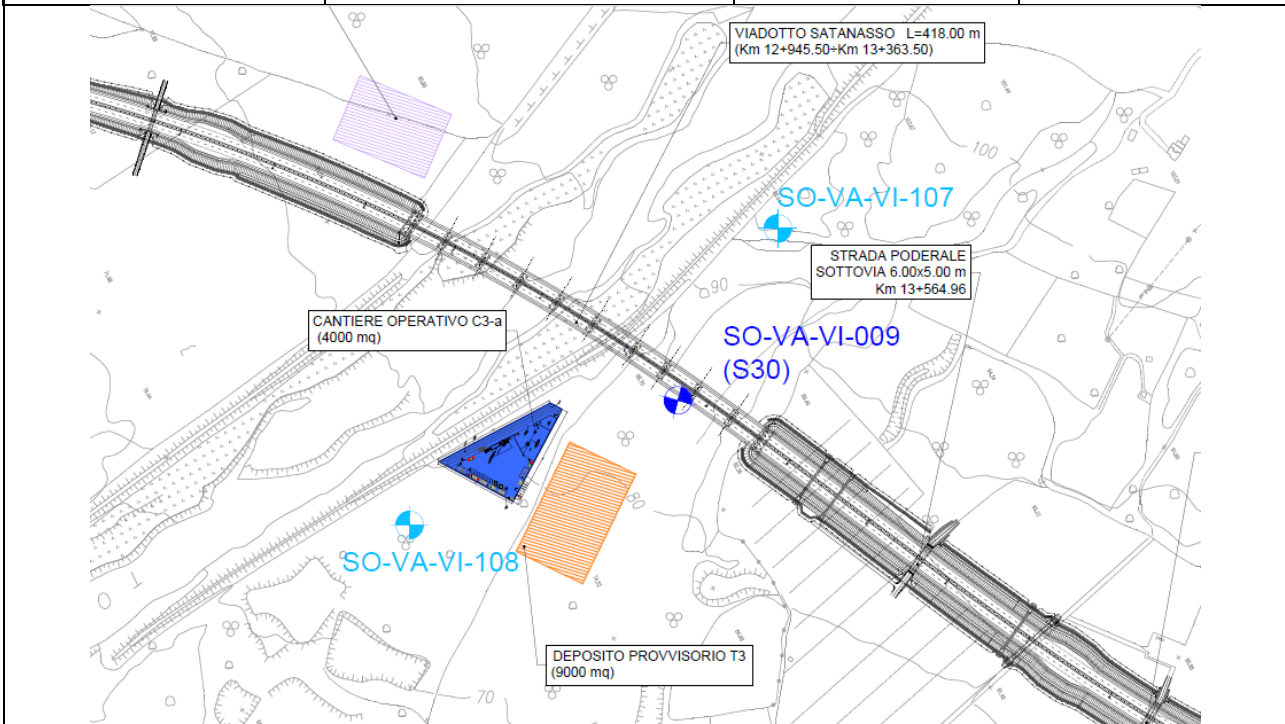 VIADOTTO SATANASSO L=418.00 m
(Km 12+945.50÷Km 13+363.50)
100
SO-VA-VI-107
STRADA PODERALE
SOTTOVIA 6.00x5.00 m
Km 13+564.96
90
CANTIERE OPERATIVO C3-a
(4000 mq)
SO-VA-VI-009
(S30)
80
SO-VA-VI-108
DEPOSITO PROVVISORIO T3
(9000 mq)
70